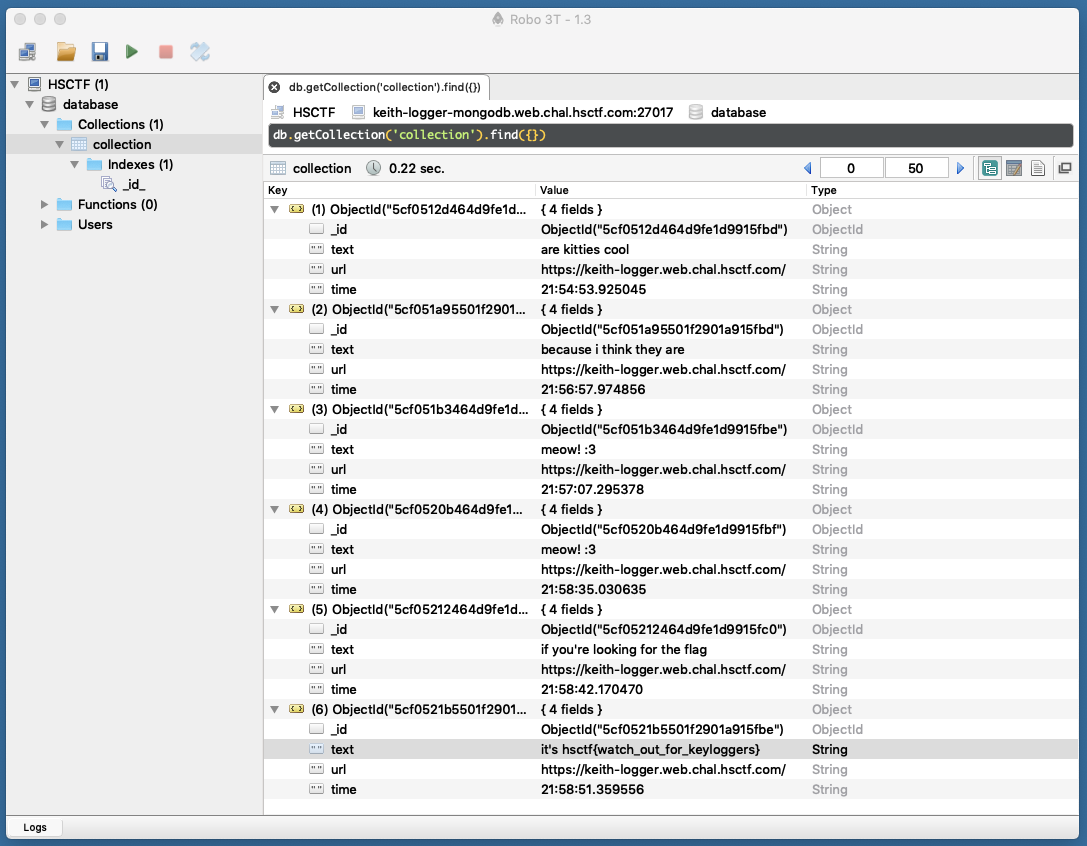 Robo 3T - 1.3
HSCTF (1)
database
Collections (1)
collection
Indexes (1)
_id_
Functions (0)
Users
db.getCollection('collection').find({})
HSCTF keith-logger-mongodb.web.chal.hsctf.com:27017 database
db.getCollection('collection').find({})
collection 0.22 sec. 0 50
Key Value Type
(1) ObjectId("5cf0512d464d9fe1d... { 4 fields } Object
_id ObjectId("5cf0512d464d9fe1d9915fbd") ObjectId
"" text are kitties cool String
"" url https://keith-logger.web.chal.hsctf.com/ String
"" time 21:54:53.925045 String
(2) ObjectId("5cf051a95501f2901... { 4 fields } Object
_id ObjectId("5cf051a95501f2901a915fbd") ObjectId
"" text because i think they are String
"" url https://keith-logger.web.chal.hsctf.com/ String
"" time 21:56:57.974856 String
(3) ObjectId("5cf051b3464d9fe1d... { 4 fields } Object
_id ObjectId("5cf051b3464d9fe1d9915fbe") ObjectId
"" text meow! :3 String
"" url https://keith-logger.web.chal.hsctf.com/ String
"" time 21:57:07.295378 String
(4) ObjectId("5cf0520b464d9fe1... { 4 fields } Object
_id ObjectId("5cf0520b464d9fe1d9915fbf") ObjectId
"" text meow! :3 String
"" url https://keith-logger.web.chal.hsctf.com/ String
"" time 21:58:35.030635 String
(5) ObjectId("5cf05212464d9fe1d... { 4 fields } Object
_id ObjectId("5cf05212464d9fe1d9915fc0") ObjectId
"" text if you're looking for the flag String
"" url https://keith-logger.web.chal.hsctf.com/ String
"" time 21:58:42.170470 String
(6) ObjectId("5cf0521b5501f2901... { 4 fields } Object
_id ObjectId("5cf0521b5501f2901a915fbe") ObjectId
"" text it's hsctf{watch_out_for_keyloggers} String
"" url https://keith-logger.web.chal.hsctf.com/ String
"" time 21:58:51.359556 String
Logs